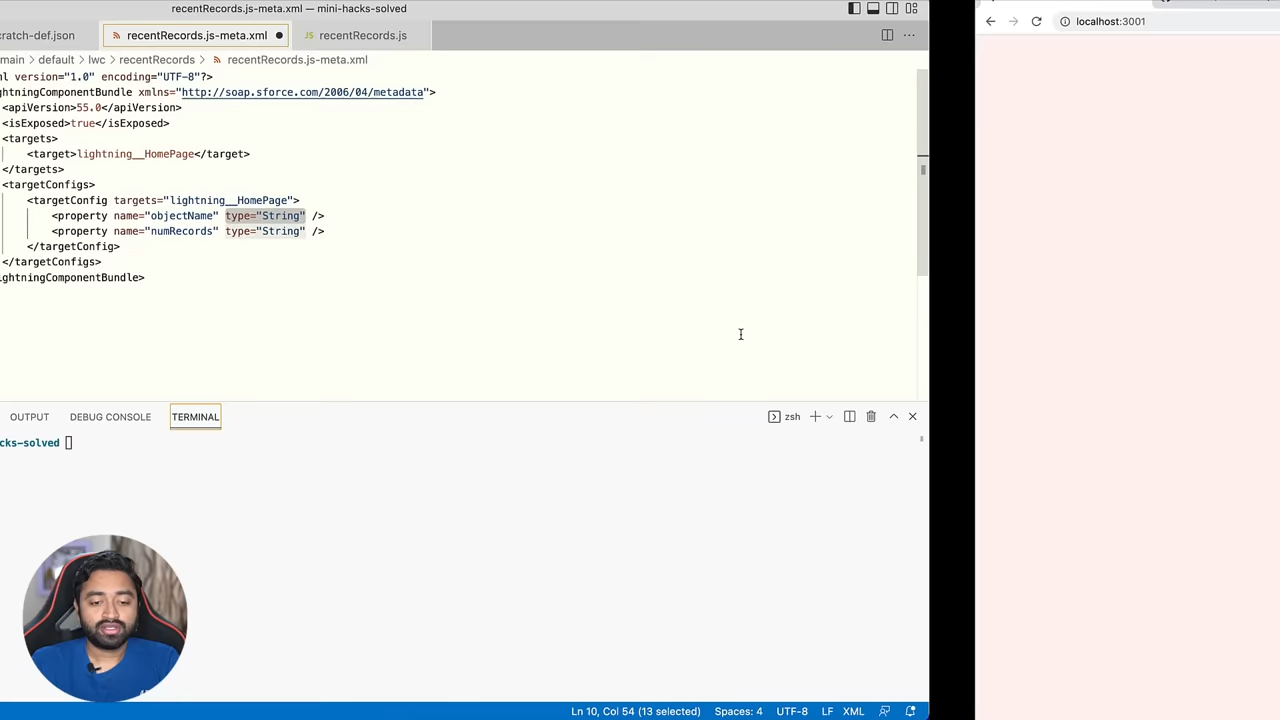 recentRecords.js-meta.xml — mini-hacks-solved
cratch-def.json
recentRecords.js-meta.xml
JS recentRecords.js
main > default > lwc > recentRecords > recentRecords.js-meta.xml
ml version="1.0" encoding="UTF-8"?>
ightningComponentBundle xmlns="http://soap.sforce.com/2006/04/metadata">
<apiVersion>55.0</apiVersion>
<isExposed>true</isExposed>
<targets>
<target>lightning__HomePage</target>
</targets>
<targetConfigs>
<targetConfig targets="lightning__HomePage">
<property name="objectName" type="String" />
<property name="numRecords" type="String" />
</targetConfig>
</targetConfigs>
ightningComponentBundle>
OUTPUT DEBUG CONSOLE TERMINAL
zsh
cks-solved
Ln 10, Col 54 (13 selected) Spaces: 4 UTF-8 LF XML
localhost:3001